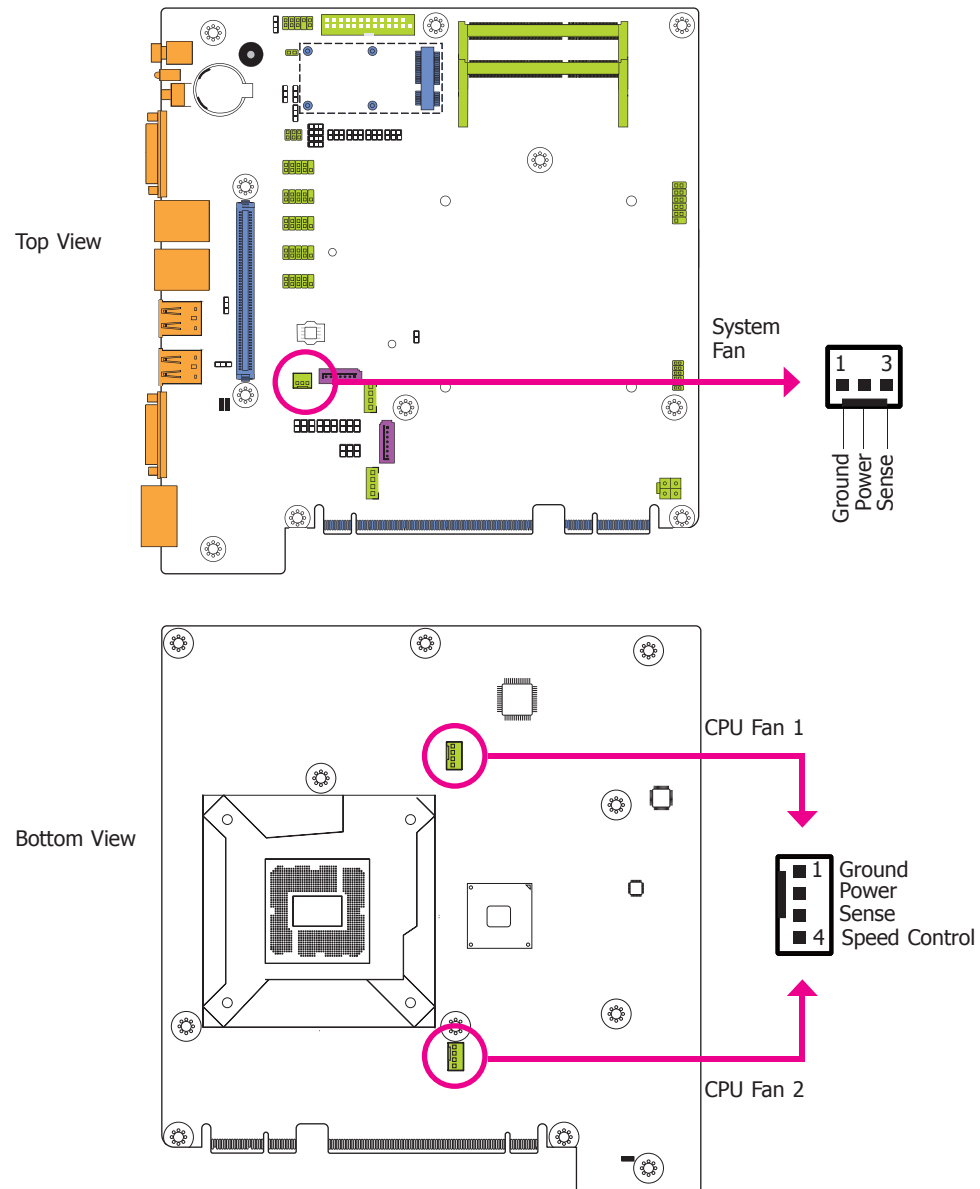 Top View
System
Fan
1 3
Ground
Power
Sense
CPU Fan 1
Bottom View
1 Ground
Power
Sense
4 Speed Control
CPU Fan 2